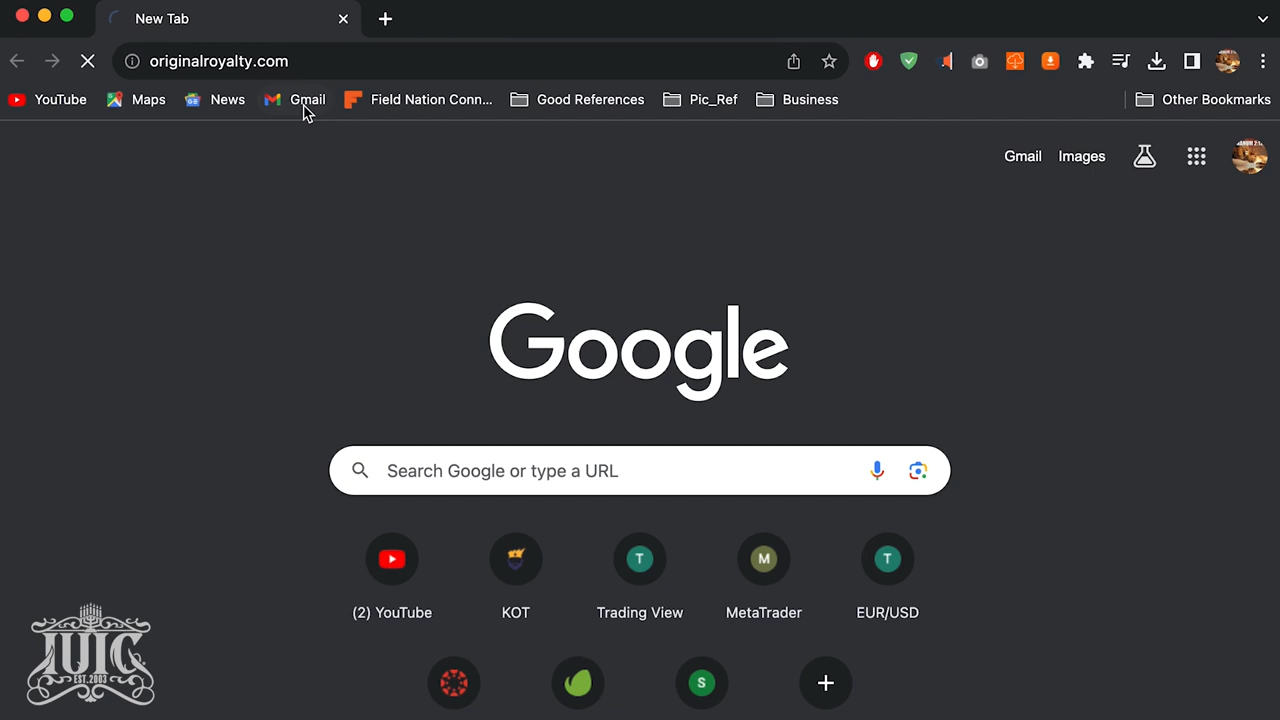 New Tab
originalroyalty.com
YouTube
Maps
News
Gmail
Field Nation Conn...
Good References
Pic_Ref
Business
Other Bookmarks
Gmail
Images
Google
Search Google or type a URL
T
M
T
(2) YouTube
KOT
Trading View
MetaTrader
EUR/USD
S
IUIC
EST.2003